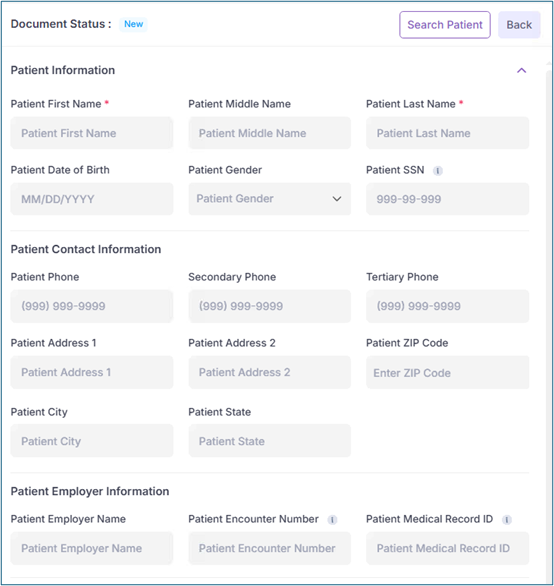 Document Status : New Search Patient Back
Patient Information
Patient First Name * Patient Middle Name Patient Last Name *
Patient First Name Patient Middle Name Patient Last Name
Patient Date of Birth Patient Gender Patient SSN i
MM/DD/YYYY Patient Gender 999-99-999
Patient Contact Information
Patient Phone Secondary Phone Tertiary Phone
(999) 999-9999 (999) 999-9999 (999) 999-9999
Patient Address 1 Patient Address 2 Patient ZIP Code
Patient Address 1 Patient Address 2 Enter ZIP Code
Patient City Patient State
Patient City Patient State
Patient Employer Information
Patient Employer Name Patient Encounter Number i Patient Medical Record ID i
Patient Employer Name Patient Encounter Number Patient Medical Record ID